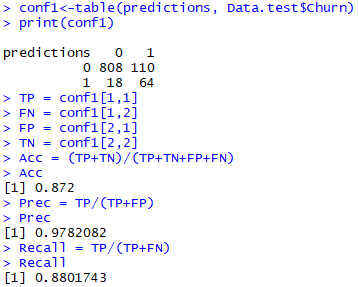 > conf1<-table(predictions, Data.test$Churn)
> print(conf1)
predictions   0   1
          0 808 110
          1  18  64
> TP = conf1[1,1]
> FN = conf1[1,2]
> FP = conf1[2,1]
> TN = conf1[2,2]
> Acc = (TP+TN)/(TP+TN+FP+FN)
> Acc
[1] 0.872
> Prec = TP/(TP+FP)
> Prec
[1] 0.9782082
> Recall = TP/(TP+FN)
> Recall
[1] 0.8801743